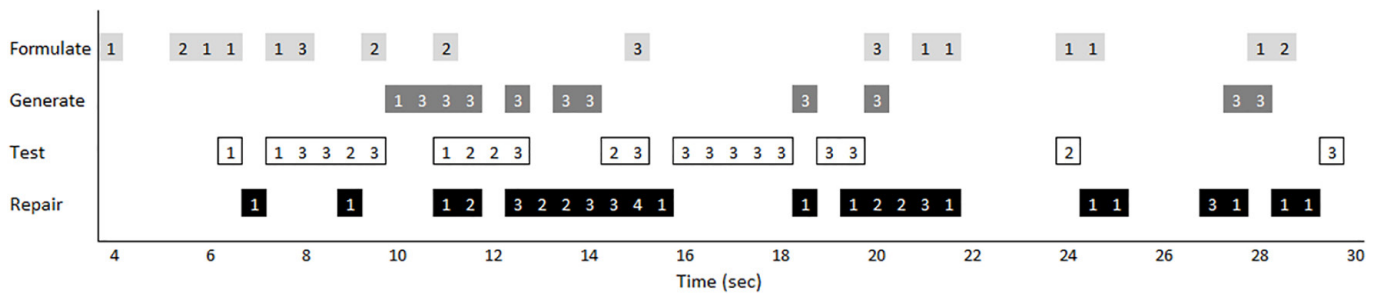 Formulate 1 2 1 1 1 3 2 2 3 3 1 1 1 1 1 2
Generate 1 3 3 3 3 3 3 3 3 3 3
Test 1 1 3 3 2 3 1 2 2 3 2 3 3 3 3 3 3 3 3 2 3
Repair 1 1 1 2 3 2 2 3 3 4 1 1 1 2 2 3 1 1 1 3 1 1 1
4 6 8 10 12 14 16 18 20 22 24 26 28 30
Time (sec)